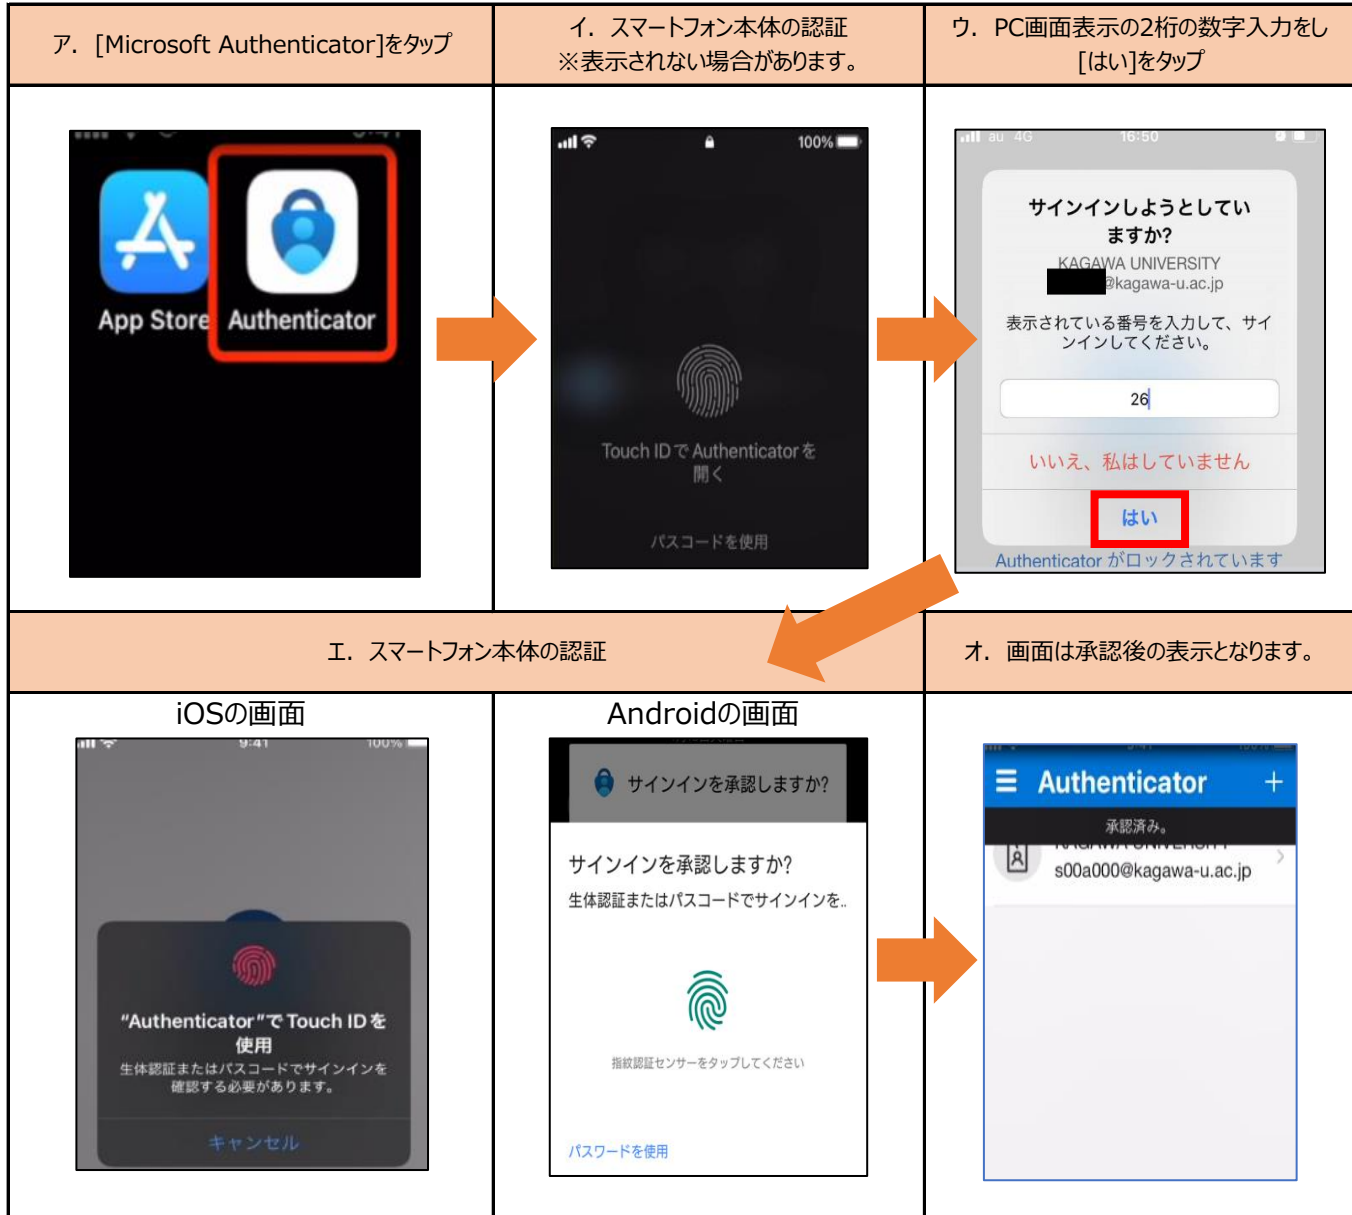 ア．[Microsoft Authenticator]をタップ
イ．スマートフォン本体の認証
※表示されない場合があります。
ウ．PC画面表示の2桁の数字入力をし
[はい]をタップ
App Store
Authenticator
100%
Touch ID で Authenticator を
開く
パスコードを使用
au 4G
16:50
サインインしようとしてい
ますか?
KAGAWA UNIVERSITY
@kagawa-u.ac.jp
表示されている番号を入力して、サイ
ンインしてください。
26
いいえ、私はしていません
はい
Authenticator がロックされています
エ．スマートフォン本体の認証
オ．画面は承認後の表示となります。
iOSの画面
9:41
100%
"Authenticator"で Touch ID を
使用
生体認証またはパスコードでサインインを
確認する必要があります。
キャンセル
Androidの画面
サインインを承認しますか?
サインインを承認しますか?
生体認証またはパスコードでサインインを..
指紋認証センサーをタップしてください
パスワードを使用
Authenticator
承認済み。
KAGAWA UNIVERSITY
s00a000@kagawa-u.ac.jp